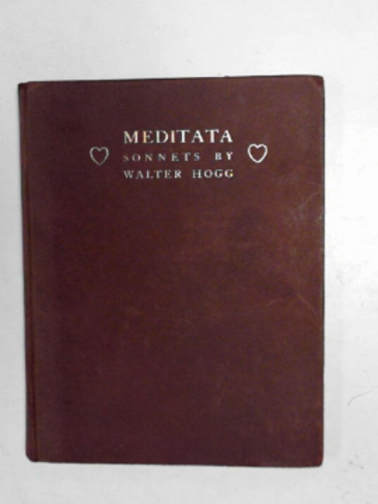 MEDITATA
SONNETS BY
WALTER HOGG